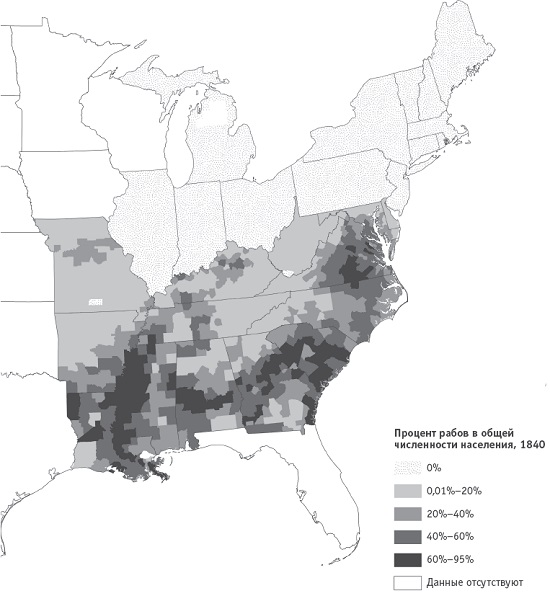 Процент рабов в общей
численности населения, 1840
0%
0,01%–20%
20%–40%
40%–60%
60%–95%
Данные отсутствуют